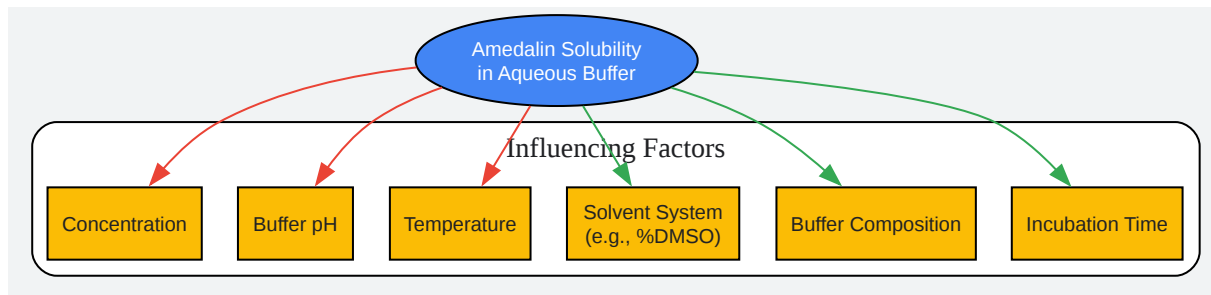 Amedalin Solubility
in Aqueous Buffer
Influencing Factors
Concentration
Buffer pH
Temperature
Solvent System
(e.g., %DMSO)
Buffer Composition
Incubation Time